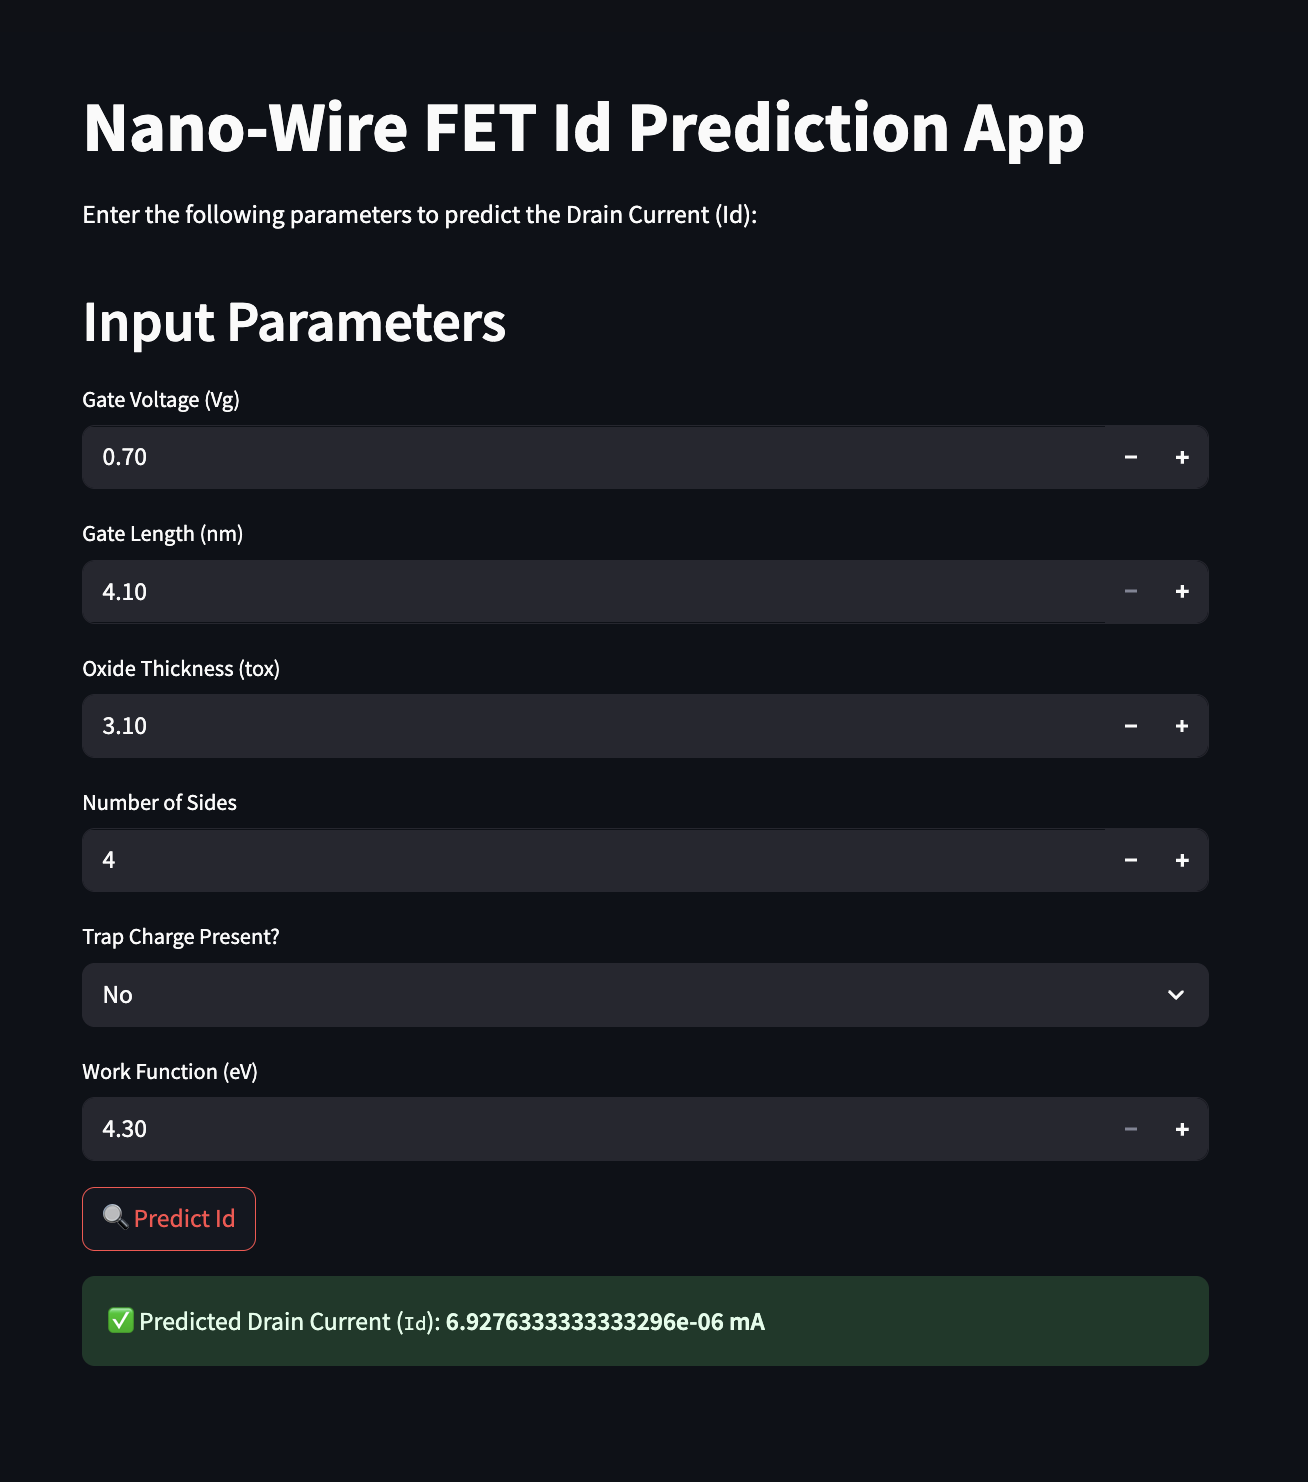 Nano-Wire FET Id Prediction App
Enter the following parameters to predict the Drain Current (Id):
Input Parameters
Gate Voltage (Vg)
0.70
Gate Length (nm)
4.10
Oxide Thickness (tox)
3.10
Number of Sides
4
Trap Charge Present?
No
Work Function (eV)
4.30
🔍 Predict Id
✅ Predicted Drain Current (Id): 6.9276333333333296e-06 mA